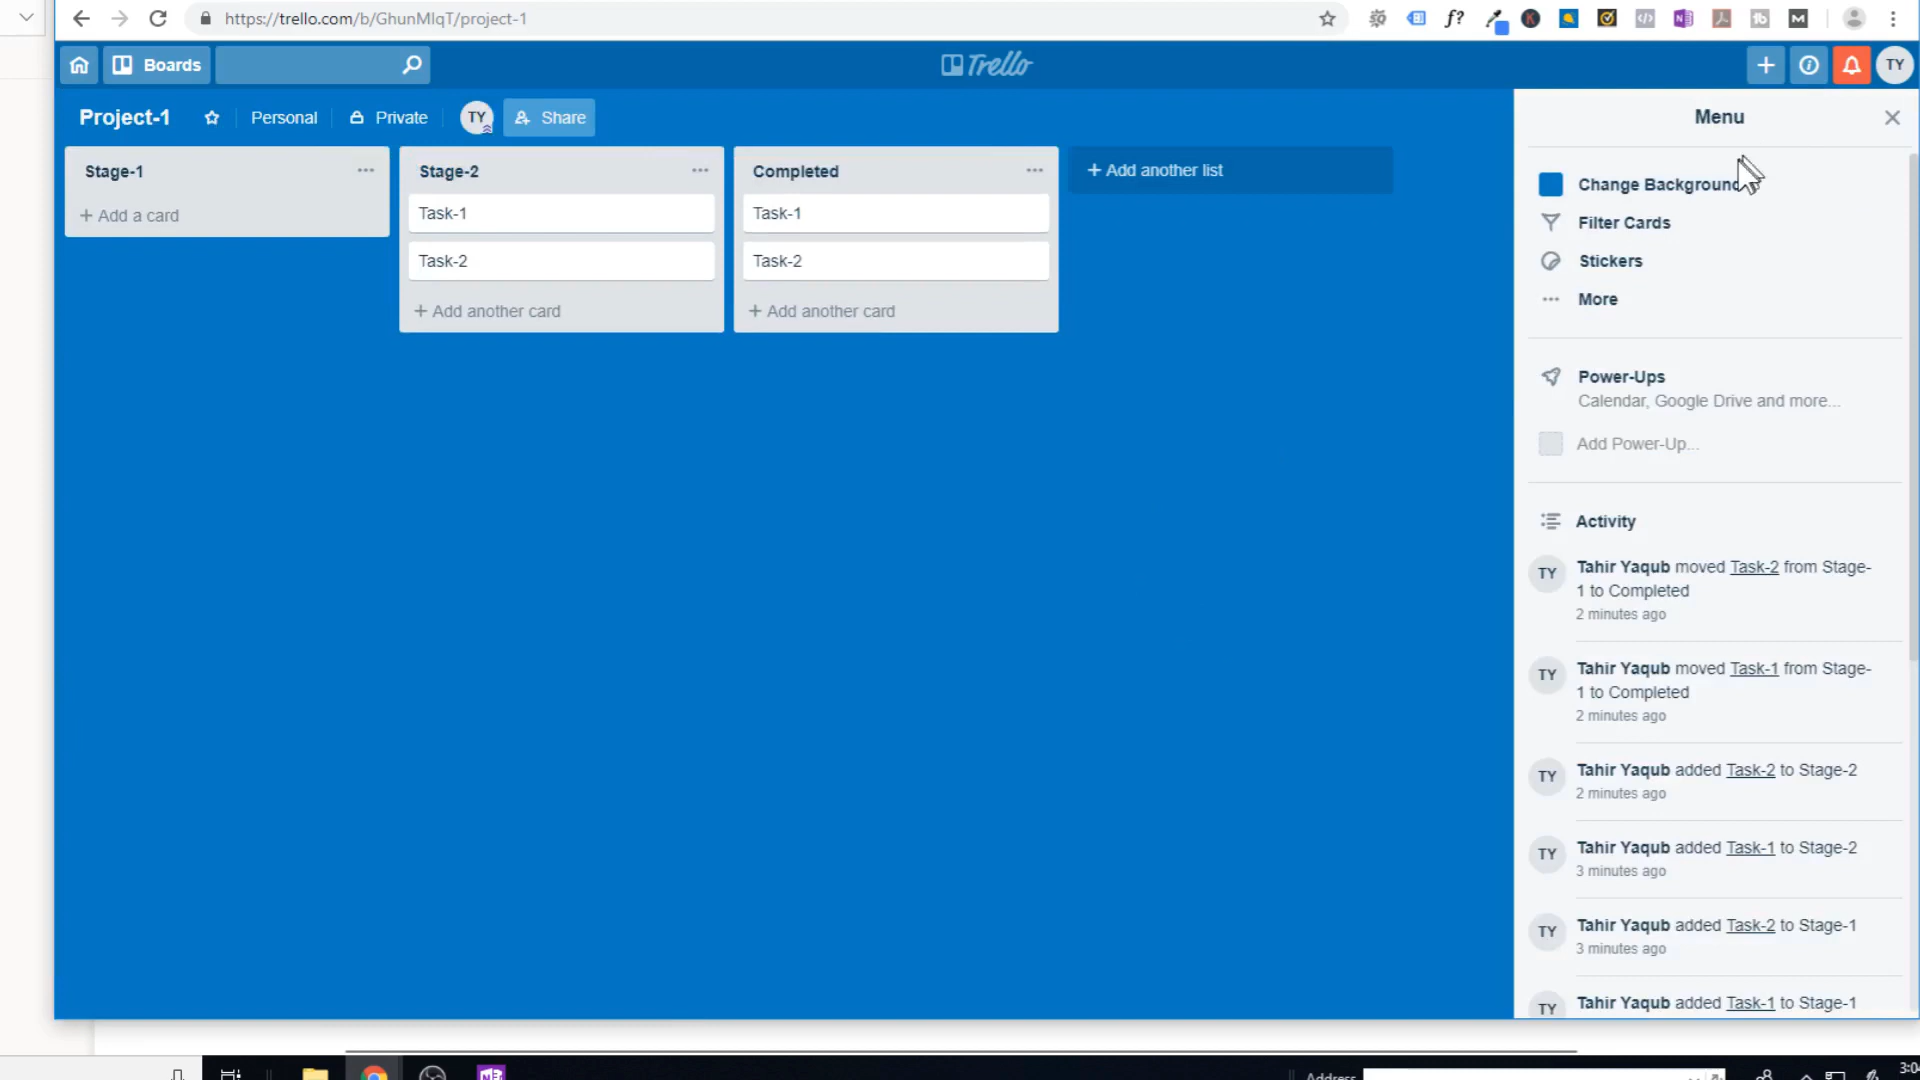 https://trello.com/b/GhunMlqT/project-1
f?
Boards
Trello
TY
Project-1
Personal
Private
TY
Share
Menu
Stage-1
+ Add a card
Stage-2
Task-1
Task-2
+ Add another card
Completed
Task-1
Task-2
+ Add another card
+ Add another list
Change Background
Filter Cards
Stickers
More
Power-Ups
Calendar, Google Drive and more...
Add Power-Up...
Activity
TY
Tahir Yaqub moved Task-2 from Stage-
1 to Completed
2 minutes ago
TY
Tahir Yaqub moved Task-1 from Stage-
1 to Completed
2 minutes ago
TY
Tahir Yaqub added Task-2 to Stage-2
2 minutes ago
TY
Tahir Yaqub added Task-1 to Stage-2
3 minutes ago
TY
Tahir Yaqub added Task-2 to Stage-1
3 minutes ago
TY
Tahir Yaqub added Task-1 to Stage-1
Address